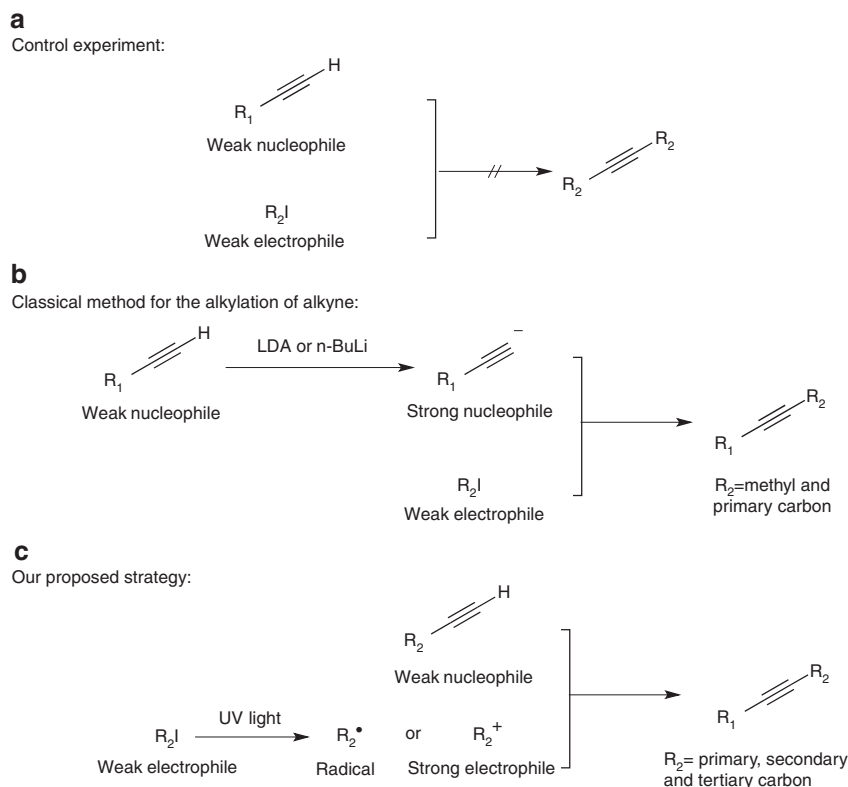 a
Control experiment:
H
R₁
Weak nucleophile
R₂I
Weak electrophile
R₂
R₂
b
Classical method for the alkylation of alkyne:
H
R₁
Weak nucleophile
LDA or n-BuLi
−
R₁
Strong nucleophile
R₂I
Weak electrophile
R₂
R₁
R₂=methyl and
primary carbon
c
Our proposed strategy:
H
R₂
Weak nucleophile
R₂I
Weak electrophile
UV light
R₂•
Radical
or
R₂⁺
Strong electrophile
R₂
R₁
R₂= primary, secondary
and tertiary carbon